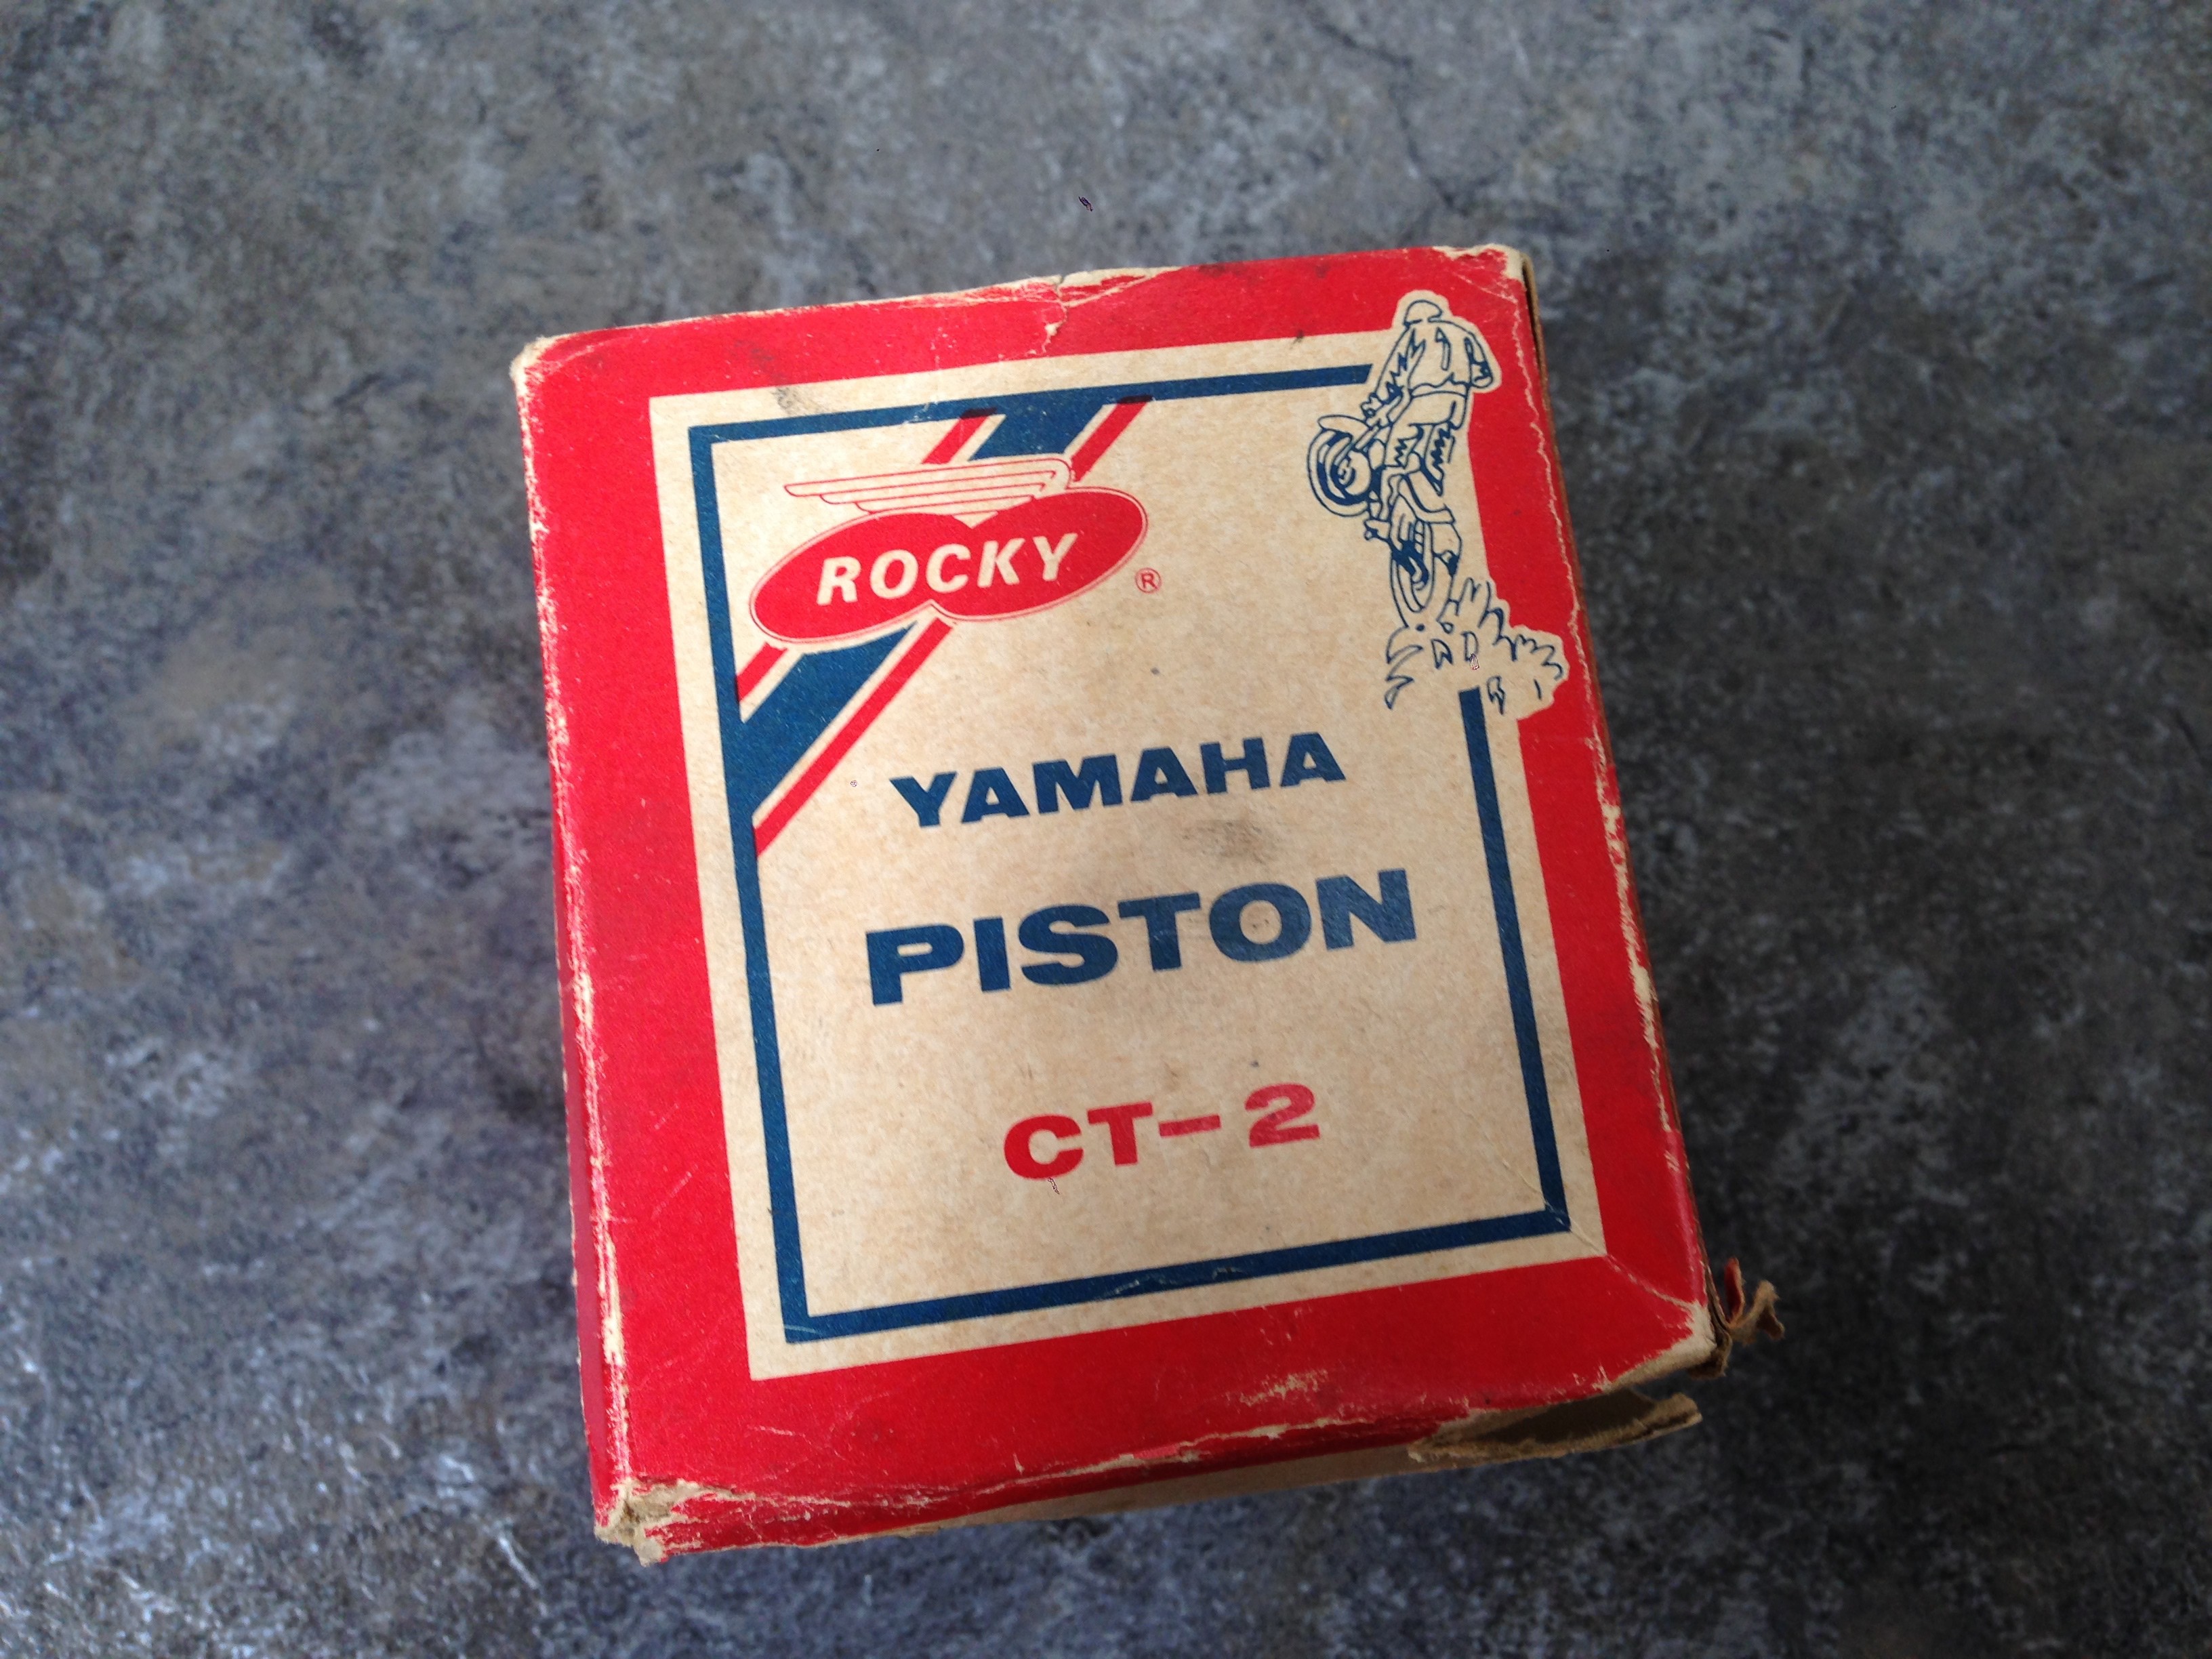 ROCKY ®
YAMAHA
PISTON
CT-2